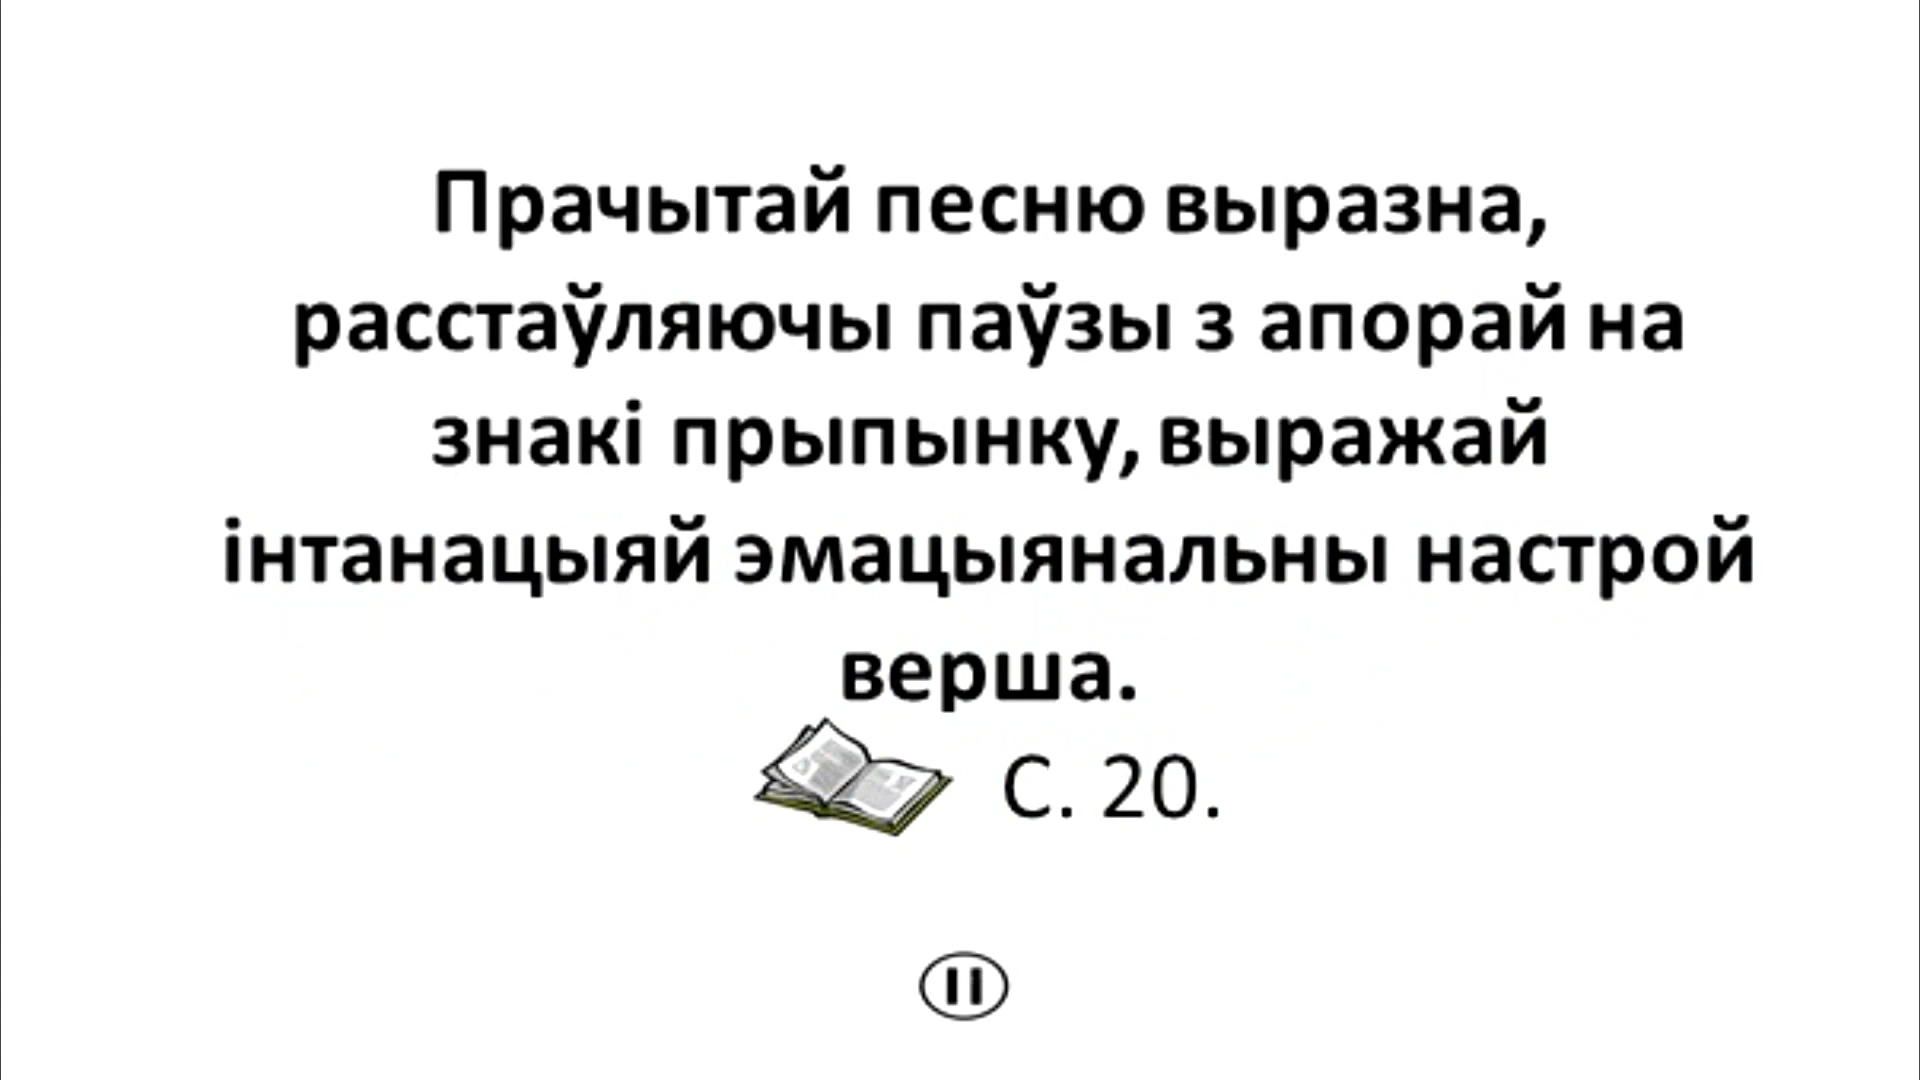 Прачытай песню выразна,
расстаўляючы паўзы з апорай на
знакі прыпынку, выражай
інтанацыяй эмацыянальны настрой
верша.
С. 20.